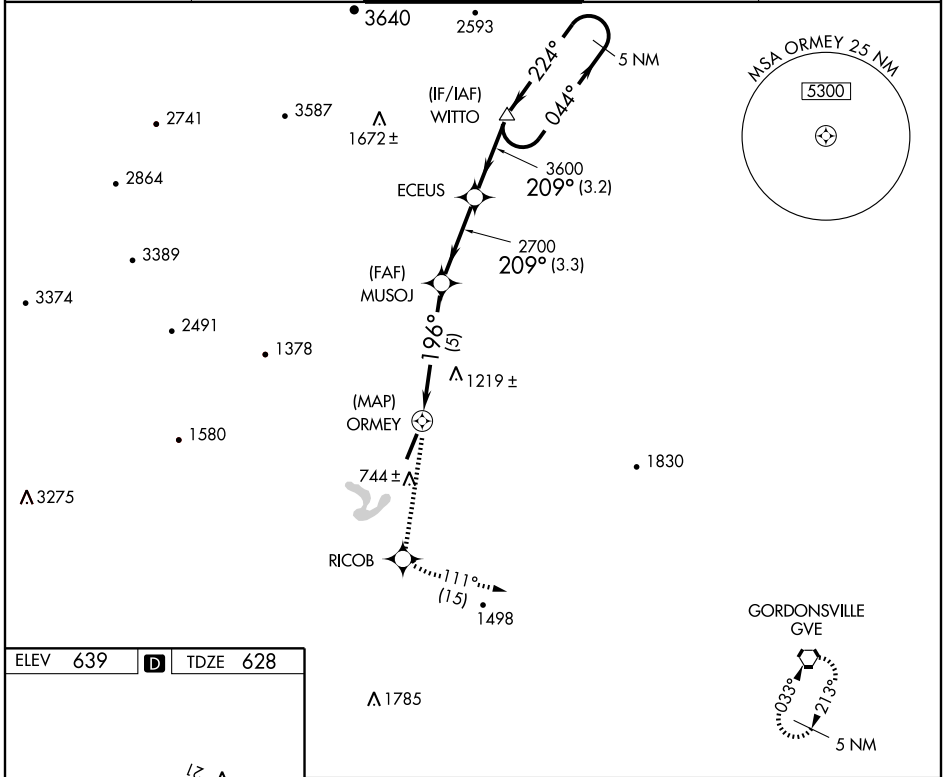 3640
2593
224°
044°
5 NM
MSA ORMEY 25 NM
5300
(IF/IAF)
WITTO
2741
3587
1672 ±
3600
209° (3.2)
2864
ECEUS
2700
209° (3.3)
3389
(FAF)
MUSOJ
3374
2491
1378
196°
(5)
1219 ±
(MAP)
ORMEY
1580
744 ±
1830
3275
RICOB
111°
(15)
1498
GORDONSVILLE
GVE
ELEV 639 D TDZE 628
033°
213°
1785
5 NM
21